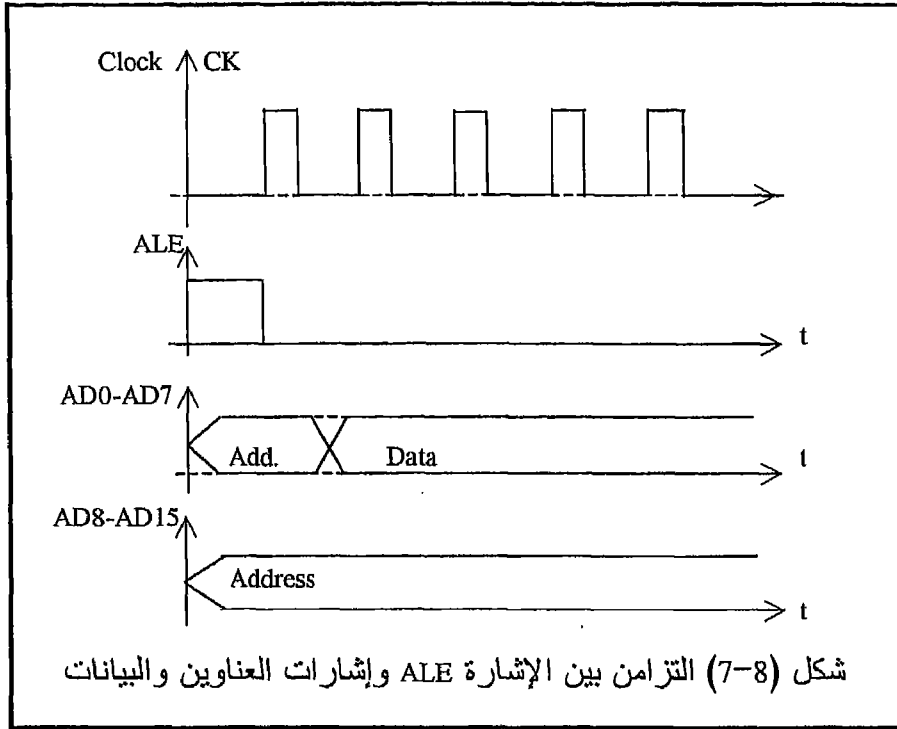 Clock CK
ALE
t
AD0-AD7
Add. Data t
AD8-AD15
Address
t
شكل (8-7) التزامن بين الإشارة ALE وإشارات العناوين والبيانات